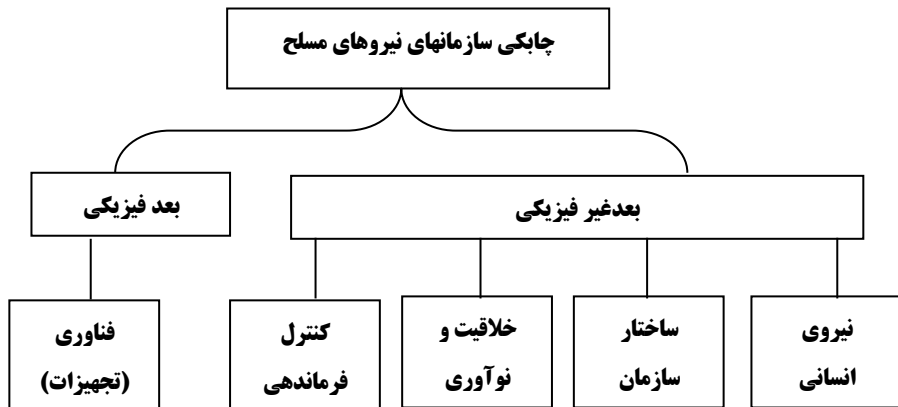 چابکی سازمانهای نیروهای مسلح
بعدغیر فیزیکی
بعد فیزیکی
نیروی
انسانی
ساختار
سازمان
خلاقیت و
نوآوری
کنترل
فرماندهی
فناوری
(تجهیزات)